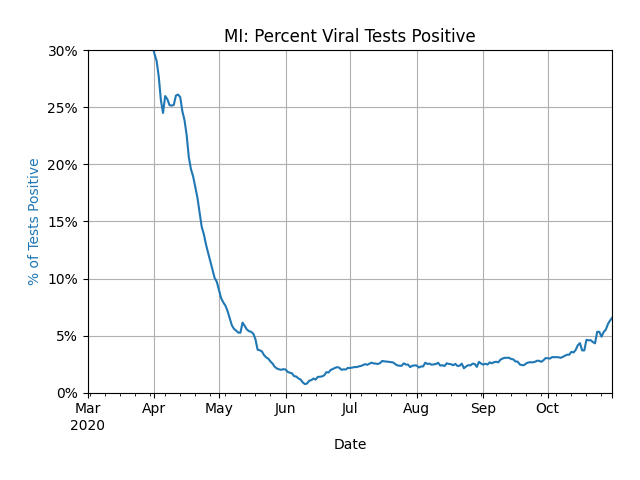 MI: Percent Viral Tests Positive
30%
25%
20%
15%
10%
5%
0%
% of Tests Positive
Mar Apr May Jun Jul Aug Sep Oct
2020
Date